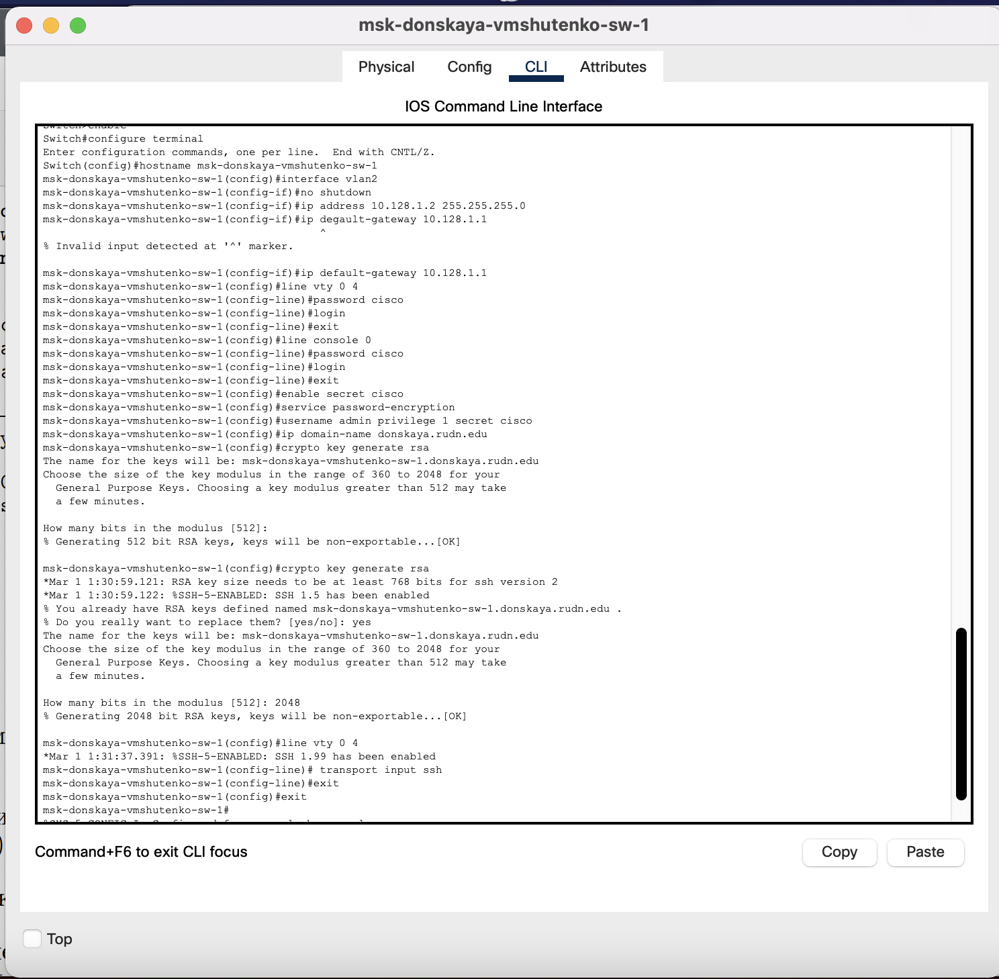 msk-donskaya-vmshutenko-sw-1
Physical Config CLI Attributes
IOS Command Line Interface
Switch>enable
Switch#configure terminal
Enter configuration commands, one per line.  End with CNTL/Z.
Switch(config)#hostname msk-donskaya-vmshutenko-sw-1
msk-donskaya-vmshutenko-sw-1(config)#interface vlan2
msk-donskaya-vmshutenko-sw-1(config-if)#no shutdown
msk-donskaya-vmshutenko-sw-1(config-if)#ip address 10.128.1.2 255.255.255.0
msk-donskaya-vmshutenko-sw-1(config-if)#ip degault-gateway 10.128.1.1
^
% Invalid input detected at '^' marker.
msk-donskaya-vmshutenko-sw-1(config-if)#ip default-gateway 10.128.1.1
msk-donskaya-vmshutenko-sw-1(config)#line vty 0 4
msk-donskaya-vmshutenko-sw-1(config-line)#password cisco
msk-donskaya-vmshutenko-sw-1(config-line)#login
msk-donskaya-vmshutenko-sw-1(config-line)#exit
msk-donskaya-vmshutenko-sw-1(config)#line console 0
msk-donskaya-vmshutenko-sw-1(config-line)#password cisco
msk-donskaya-vmshutenko-sw-1(config-line)#login
msk-donskaya-vmshutenko-sw-1(config-line)#exit
msk-donskaya-vmshutenko-sw-1(config)#enable secret cisco
msk-donskaya-vmshutenko-sw-1(config)#service password-encryption
msk-donskaya-vmshutenko-sw-1(config)#username admin privilege 1 secret cisco
msk-donskaya-vmshutenko-sw-1(config)#ip domain-name donskaya.rudn.edu
msk-donskaya-vmshutenko-sw-1(config)#crypto key generate rsa
The name for the keys will be: msk-donskaya-vmshutenko-sw-1.donskaya.rudn.edu
Choose the size of the key modulus in the range of 360 to 2048 for your
General Purpose Keys. Choosing a key modulus greater than 512 may take
a few minutes.
How many bits in the modulus [512]:
% Generating 512 bit RSA keys, keys will be non-exportable...[OK]
msk-donskaya-vmshutenko-sw-1(config)#crypto key generate rsa
*Mar 1 1:30:59.121: RSA key size needs to be at least 768 bits for ssh version 2
*Mar 1 1:30:59.122: %SSH-5-ENABLED: SSH 1.5 has been enabled
% You already have RSA keys defined named msk-donskaya-vmshutenko-sw-1.donskaya.rudn.edu .
% Do you really want to replace them? [yes/no]: yes
The name for the keys will be: msk-donskaya-vmshutenko-sw-1.donskaya.rudn.edu
Choose the size of the key modulus in the range of 360 to 2048 for your
General Purpose Keys. Choosing a key modulus greater than 512 may take
a few minutes.
How many bits in the modulus [512]: 2048
% Generating 2048 bit RSA keys, keys will be non-exportable...[OK]
msk-donskaya-vmshutenko-sw-1(config)#line vty 0 4
*Mar 1 1:31:37.391: %SSH-5-ENABLED: SSH 1.99 has been enabled
msk-donskaya-vmshutenko-sw-1(config-line)# transport input ssh
msk-donskaya-vmshutenko-sw-1(config-line)#exit
msk-donskaya-vmshutenko-sw-1(config)#exit
msk-donskaya-vmshutenko-sw-1#
Command+F6 to exit CLI focus
Copy Paste
Top